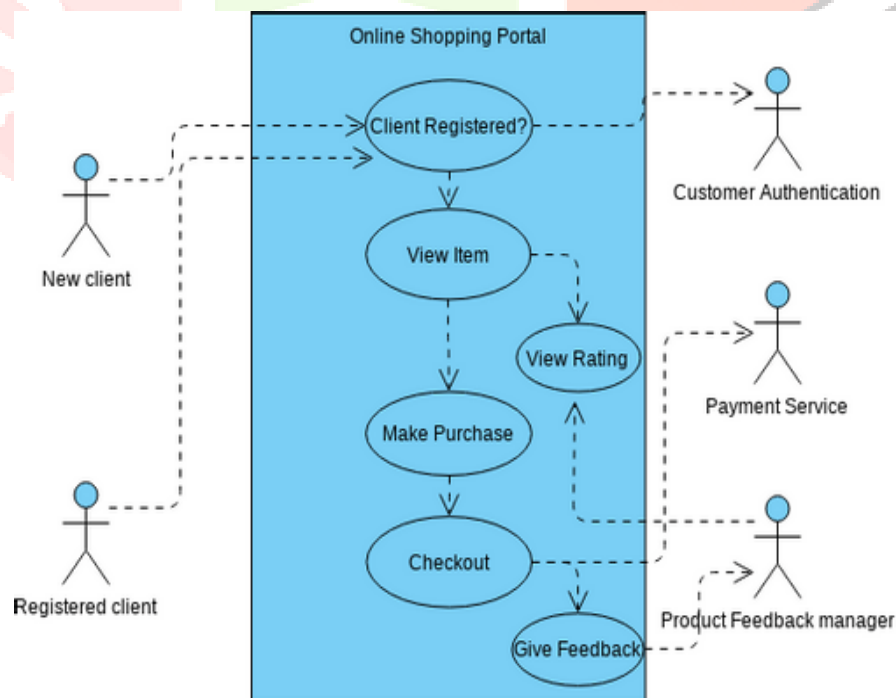 Online Shopping Portal
Client Registered?
Customer Authentication
View Item
New client
View Rating
Payment Service
Make Purchase
Checkout
Registered client
Product Feedback manager
Give Feedback